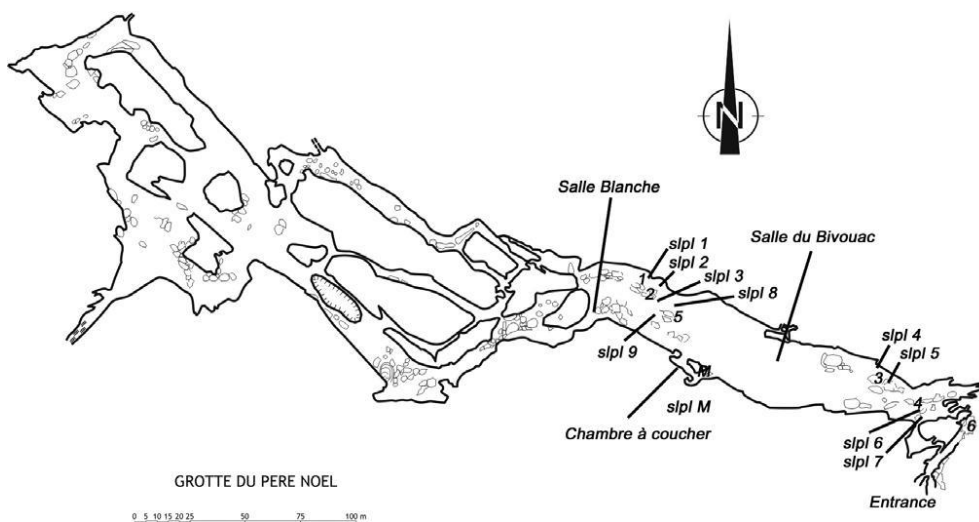 N
Salle Blanche
slpl 1
slpl 2
slpl 3
slpl 8
Salle du Bivouac
1
2
5
slpl 9
slpl 4
slpl 5
3
M
slpl M
Chambre à coucher
4
6
slpl 6
slpl 7
Entrance
GROTTE DU PERE NOEL
0 5 10 15 20 25 50 75 100 m